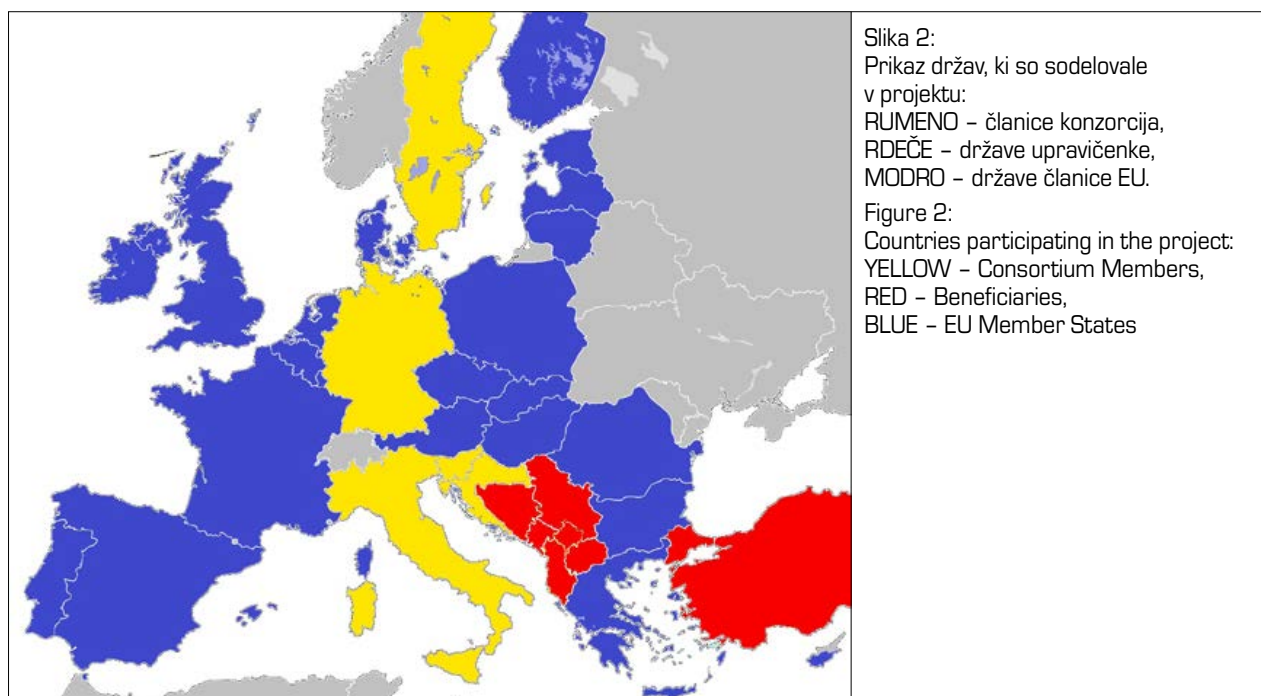 Slika 2:
Prikaz držav, ki so sodelovale
v projektu:
RUMENO – članice konzorcija,
RDEČE – države upravičenke,
MODRO – države članice EU.
Figure 2:
Countries participating in the project:
YELLOW – Consortium Members,
RED – Beneficiaries,
BLUE – EU Member States